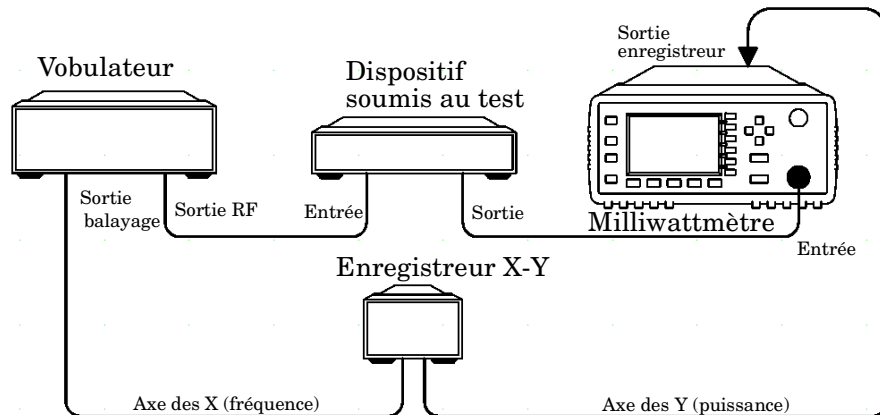 Sortie
enregistreur
Vobulateur
Dispositif
soumis au test
Sortie
balayage
Sortie RF
Entrée
Sortie
Milliwattmètre
Entrée
Enregistreur X-Y
Axe des X (fréquence)
Axe des Y (puissance)